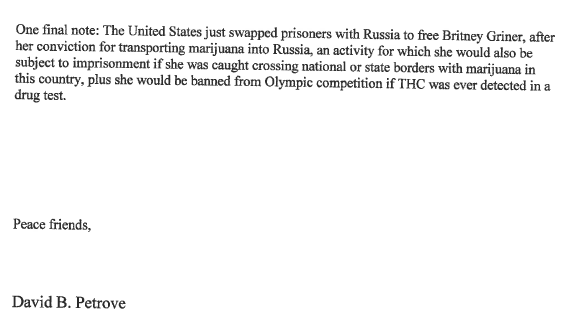 One final note: The United States just swapped prisoners with Russia to free Britney Griner, after
her conviction for transporting marijuana into Russia, an activity for which she would also be
subject to imprisonment if she was caught crossing national or state borders with marijuana in
this country, plus she would be banned from Olympic competition if THC was ever detected in a
drug test.
Peace friends,
David B. Petrove